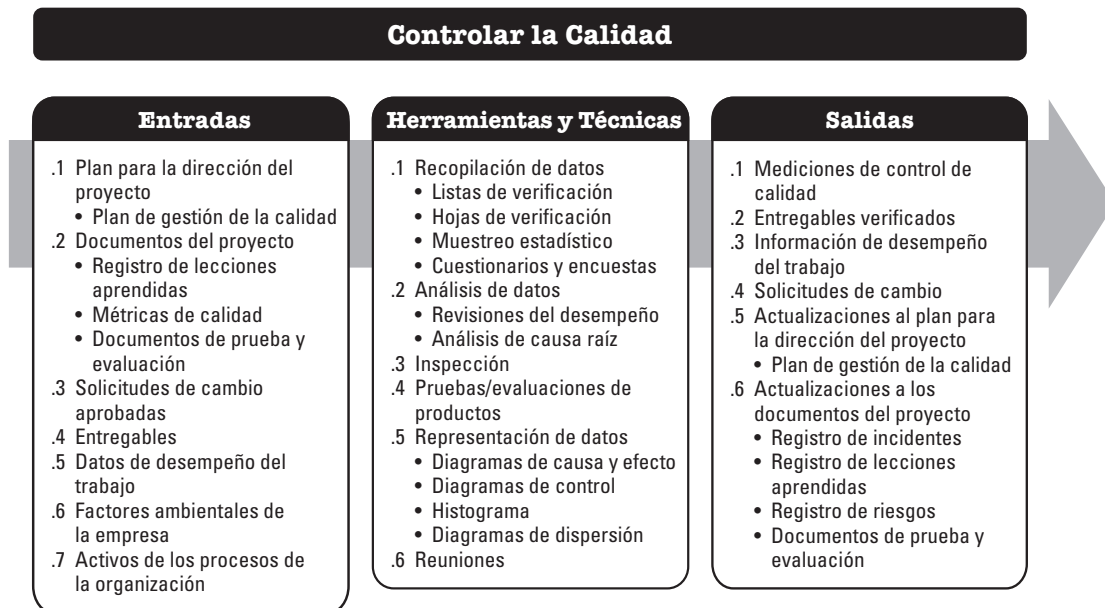 Controlar la Calidad
Entradas
.1 Plan para la dirección del
proyecto
• Plan de gestión de la calidad
.2 Documentos del proyecto
• Registro de lecciones
aprendidas
• Métricas de calidad
• Documentos de prueba y
evaluación
.3 Solicitudes de cambio
aprobadas
.4 Entregables
.5 Datos de desempeño del
trabajo
.6 Factores ambientales de
la empresa
.7 Activos de los procesos de
la organización
Herramientas y Técnicas
.1 Recopilación de datos
• Listas de verificación
• Hojas de verificación
• Muestreo estadístico
• Cuestionarios y encuestas
.2 Análisis de datos
• Revisiones del desempeño
• Análisis de causa raíz
.3 Inspección
.4 Pruebas/evaluaciones de
productos
.5 Representación de datos
• Diagramas de causa y efecto
• Diagramas de control
• Histograma
• Diagramas de dispersión
.6 Reuniones
Salidas
.1 Mediciones de control de
calidad
.2 Entregables verificados
.3 Información de desempeño
del trabajo
.4 Solicitudes de cambio
.5 Actualizaciones al plan para
la dirección del proyecto
• Plan de gestión de la calidad
.6 Actualizaciones a los
documentos del proyecto
• Registro de incidentes
• Registro de lecciones
aprendidas
• Registro de riesgos
• Documentos de prueba y
evaluación